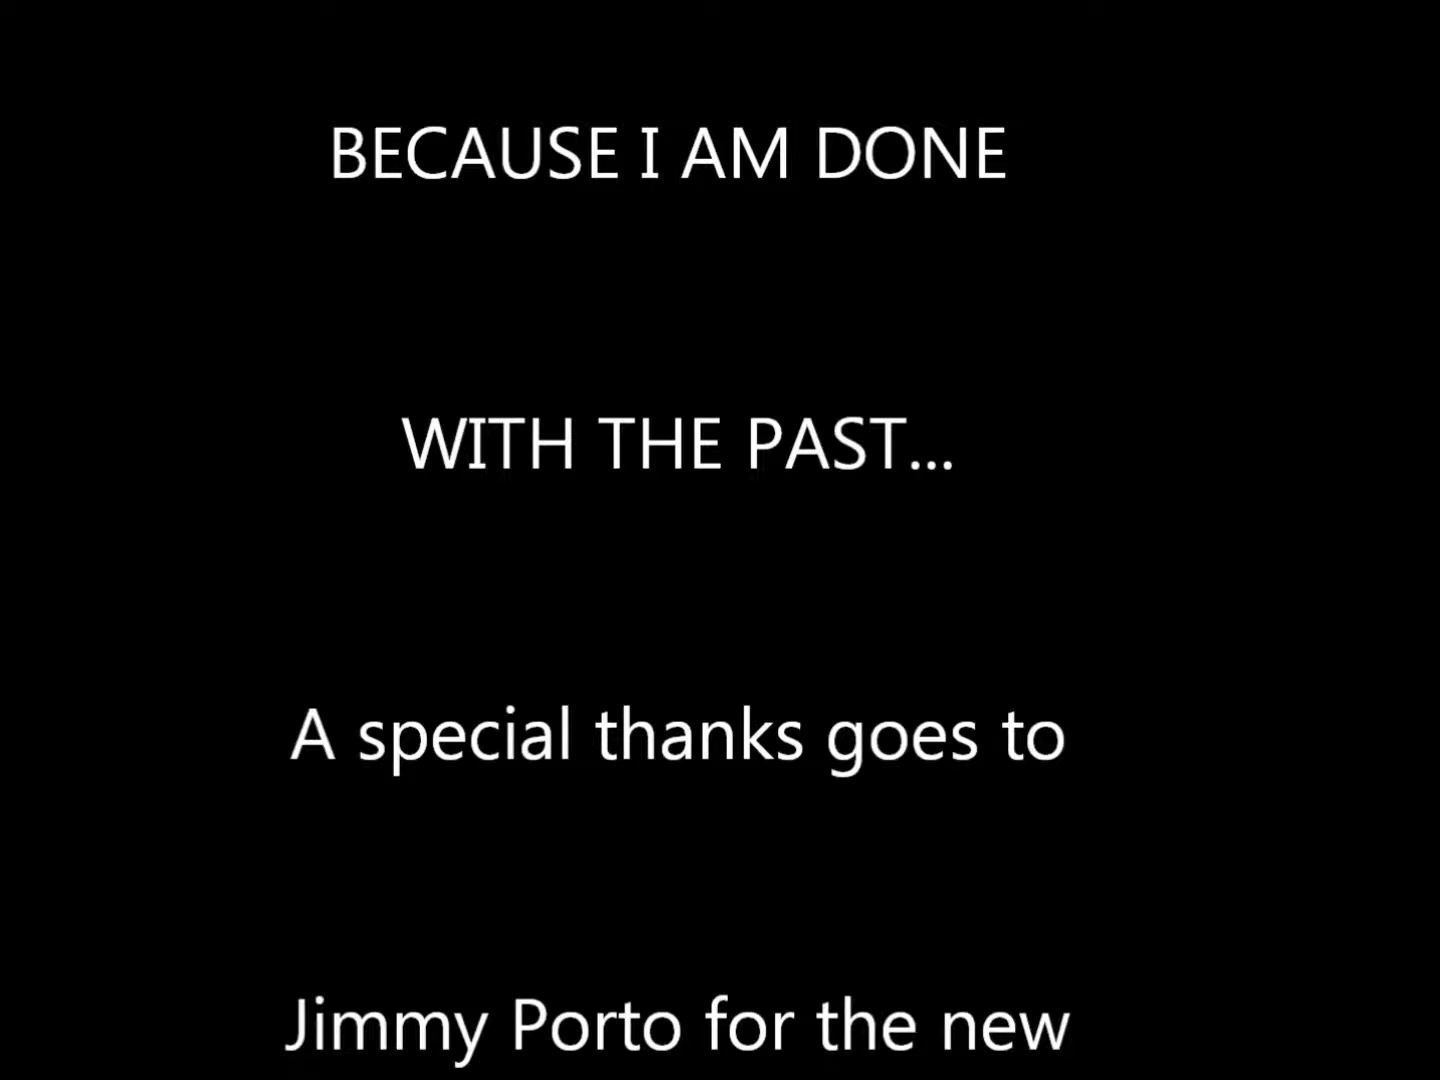 BECAUSE I AM DONE
WITH THE PAST...
A special thanks goes to
Jimmy Porto for the new